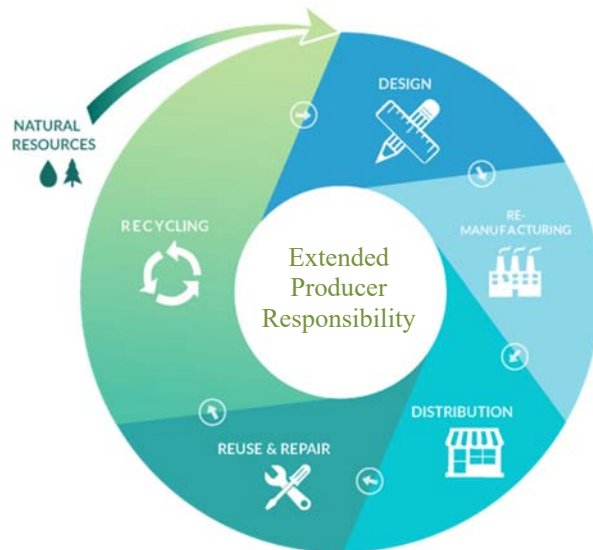 NATURAL
RESOURCES
DESIGN
RE-
MANUFACTURING
DISTRIBUTION
REUSE & REPAIR
RECYCLING
Extended
Producer
Responsibility